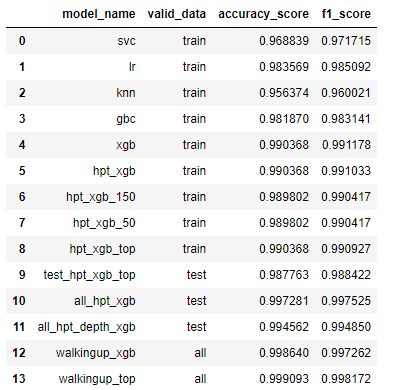 model_name valid_data accuracy_score f1_score
0 svc train 0.968839 0.971715
1 lr train 0.983569 0.985092
2 knn train 0.956374 0.960021
3 gbc train 0.981870 0.983141
4 xgb train 0.990368 0.991178
5 hpt_xgb train 0.990368 0.991033
6 hpt_xgb_150 train 0.989802 0.990417
7 hpt_xgb_50 train 0.989802 0.990417
8 hpt_xgb_top train 0.990368 0.990927
9 test_hpt_xgb_top test 0.987763 0.988422
10 all_hpt_xgb test 0.997281 0.997525
11 all_hpt_depth_xgb test 0.994562 0.994850
12 walkingup_xgb all 0.998640 0.997262
13 walkingup_top all 0.999093 0.998172